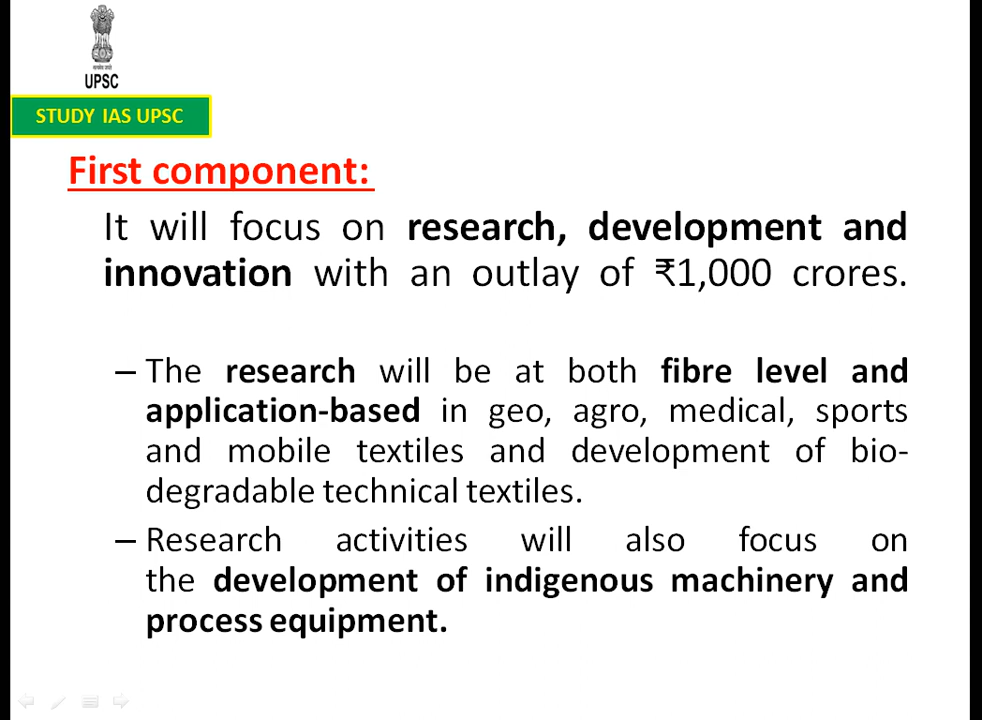 UPSC
STUDY IAS UPSC
First component:
It will focus on research, development and
innovation with an outlay of ₹1,000 crores.
– The research will be at both fibre level and
application-based in geo, agro, medical, sports
and mobile textiles and development of bio-
degradable technical textiles.
– Research activities will also focus on
the development of indigenous machinery and
process equipment.